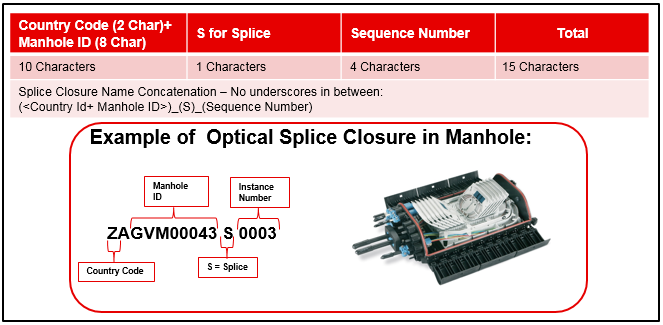 Country Code (2 Char)+
Manhole ID (8 Char)
S for Splice
Sequence Number
Total
10 Characters
1 Characters
4 Characters
15 Characters
Splice Closure Name Concatenation – No underscores in between:
(<Country Id+ Manhole ID>)_(S)_(Sequence Number)
Example of Optical Splice Closure in Manhole:
Manhole
ID
Instance
Number
ZAGVM00043 S 0003
Country Code
S = Splice